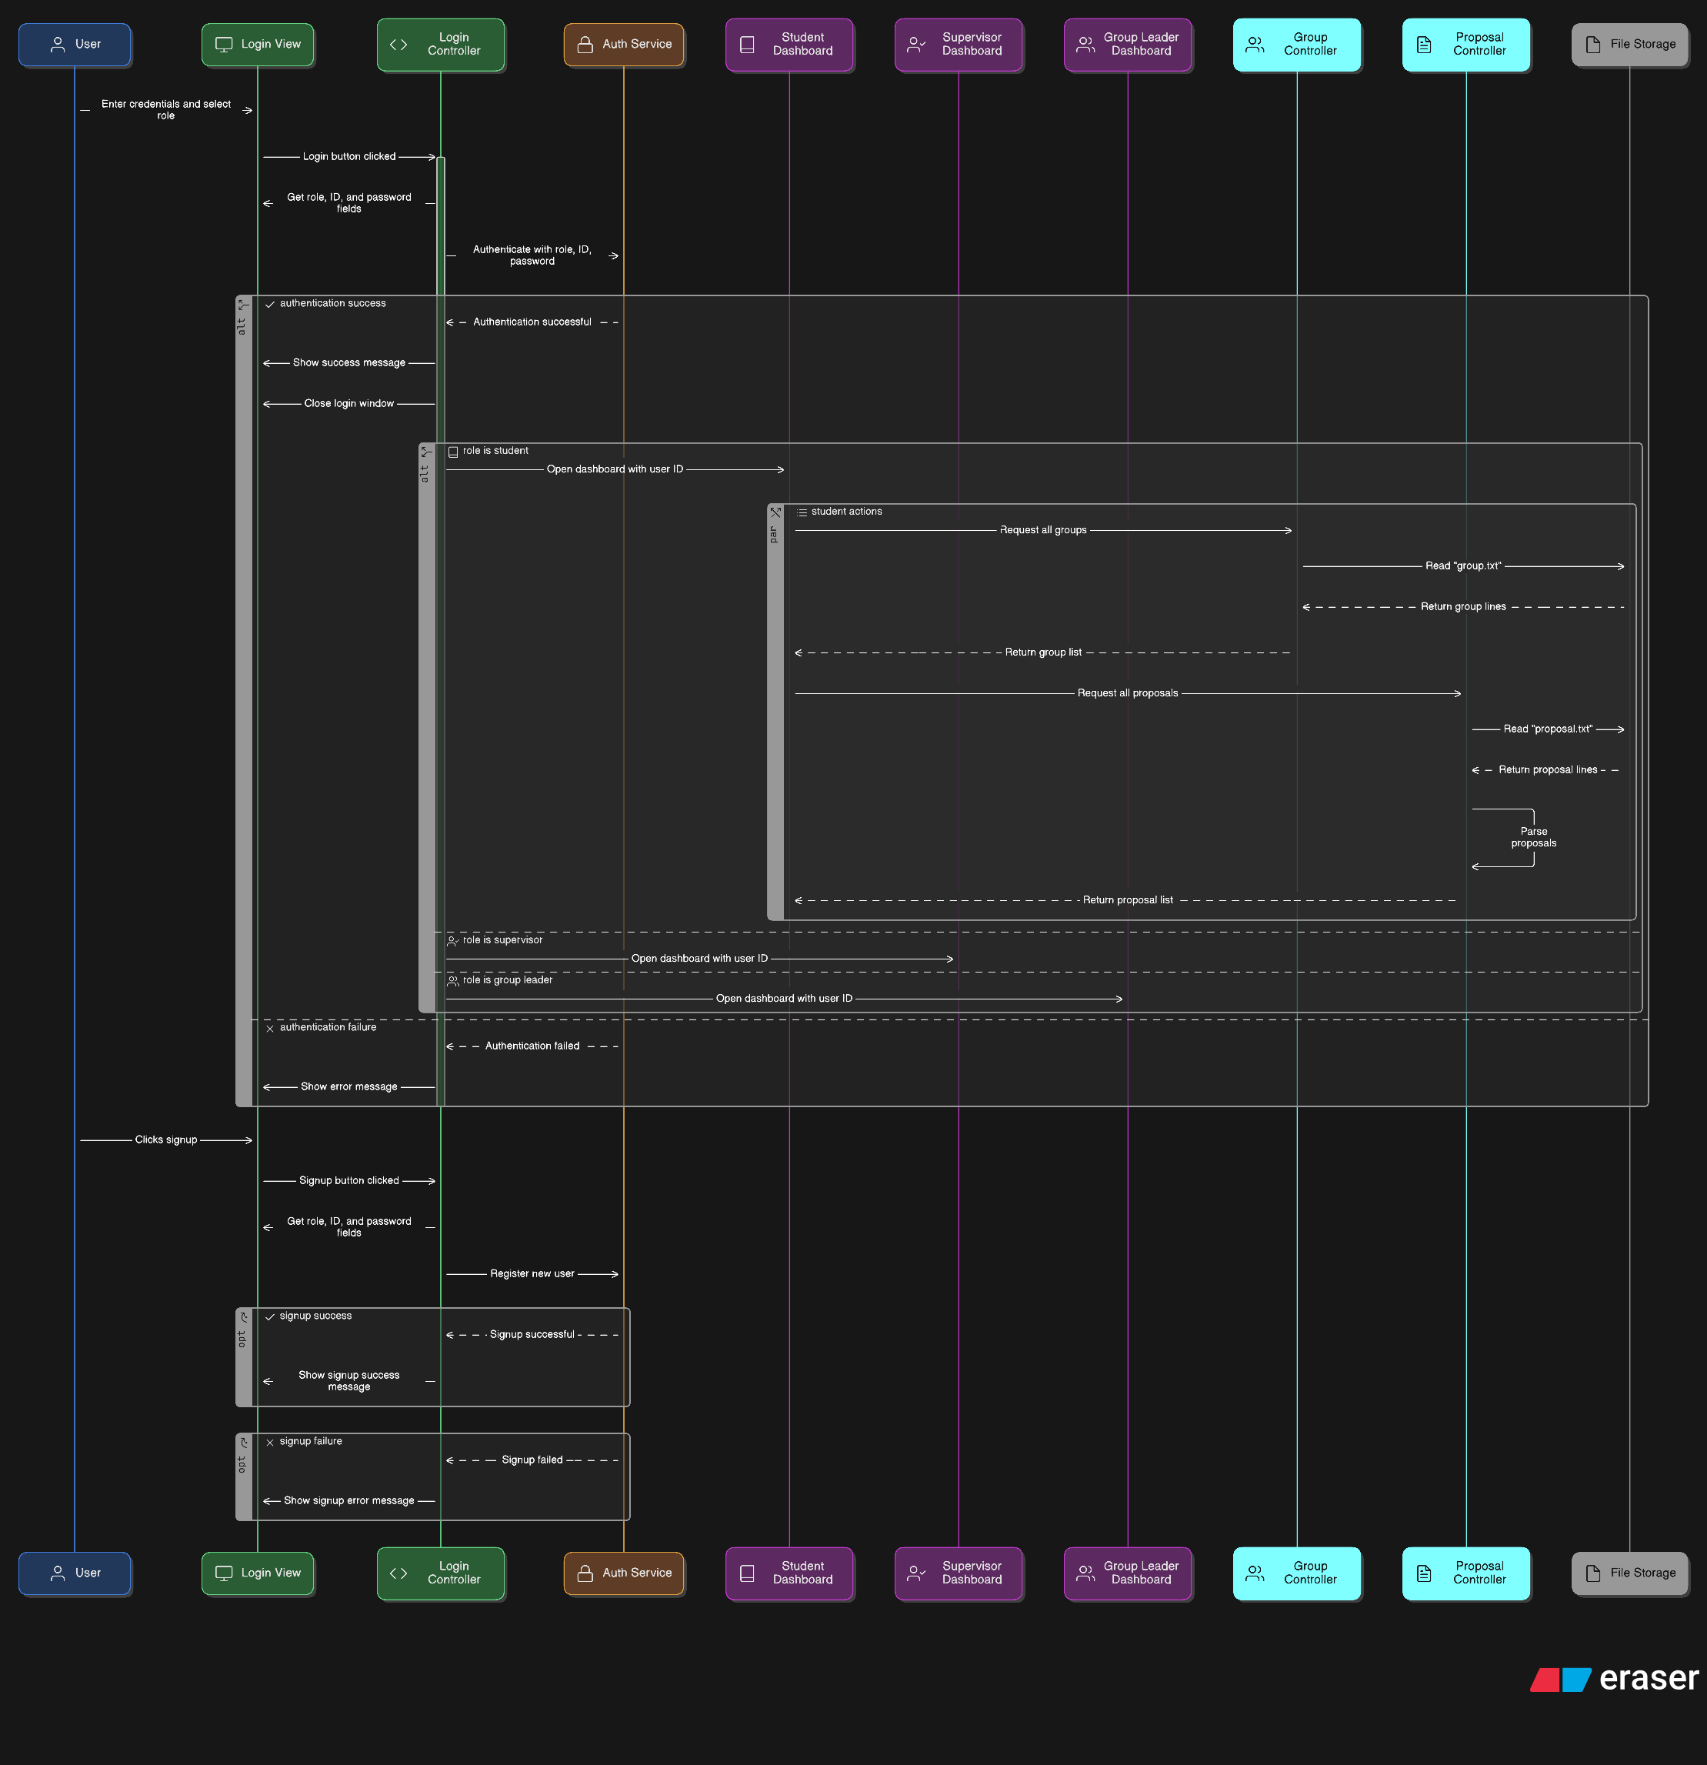 User
Login View
Login
Controller
Auth Service
Student
Dashboard
Supervisor
Dashboard
Group Leader
Dashboard
Group
Controller
Proposal
Controller
File Storage
Enter credentials and select
role
Login button clicked
Get role, ID, and password
fields
Authenticate with role, ID,
password
alt
authentication success
Authentication successful
Show success message
Close login window
alt
role is student
Open dashboard with user ID
par
student actions
Request all groups
Read "group.txt"
Return group lines
Return group list
Request all proposals
Read "proposal.txt"
Return proposal lines
Parse
proposals
Return proposal list
role is supervisor
Open dashboard with user ID
role is group leader
Open dashboard with user ID
authentication failure
Authentication failed
Show error message
Clicks signup
Signup button clicked
Get role, ID, and password
fields
Register new user
opt
signup success
Signup successful
Show signup success
message
opt
signup failure
Signup failed
Show signup error message
User
Login View
Login
Controller
Auth Service
Student
Dashboard
Supervisor
Dashboard
Group Leader
Dashboard
Group
Controller
Proposal
Controller
File Storage
eraser